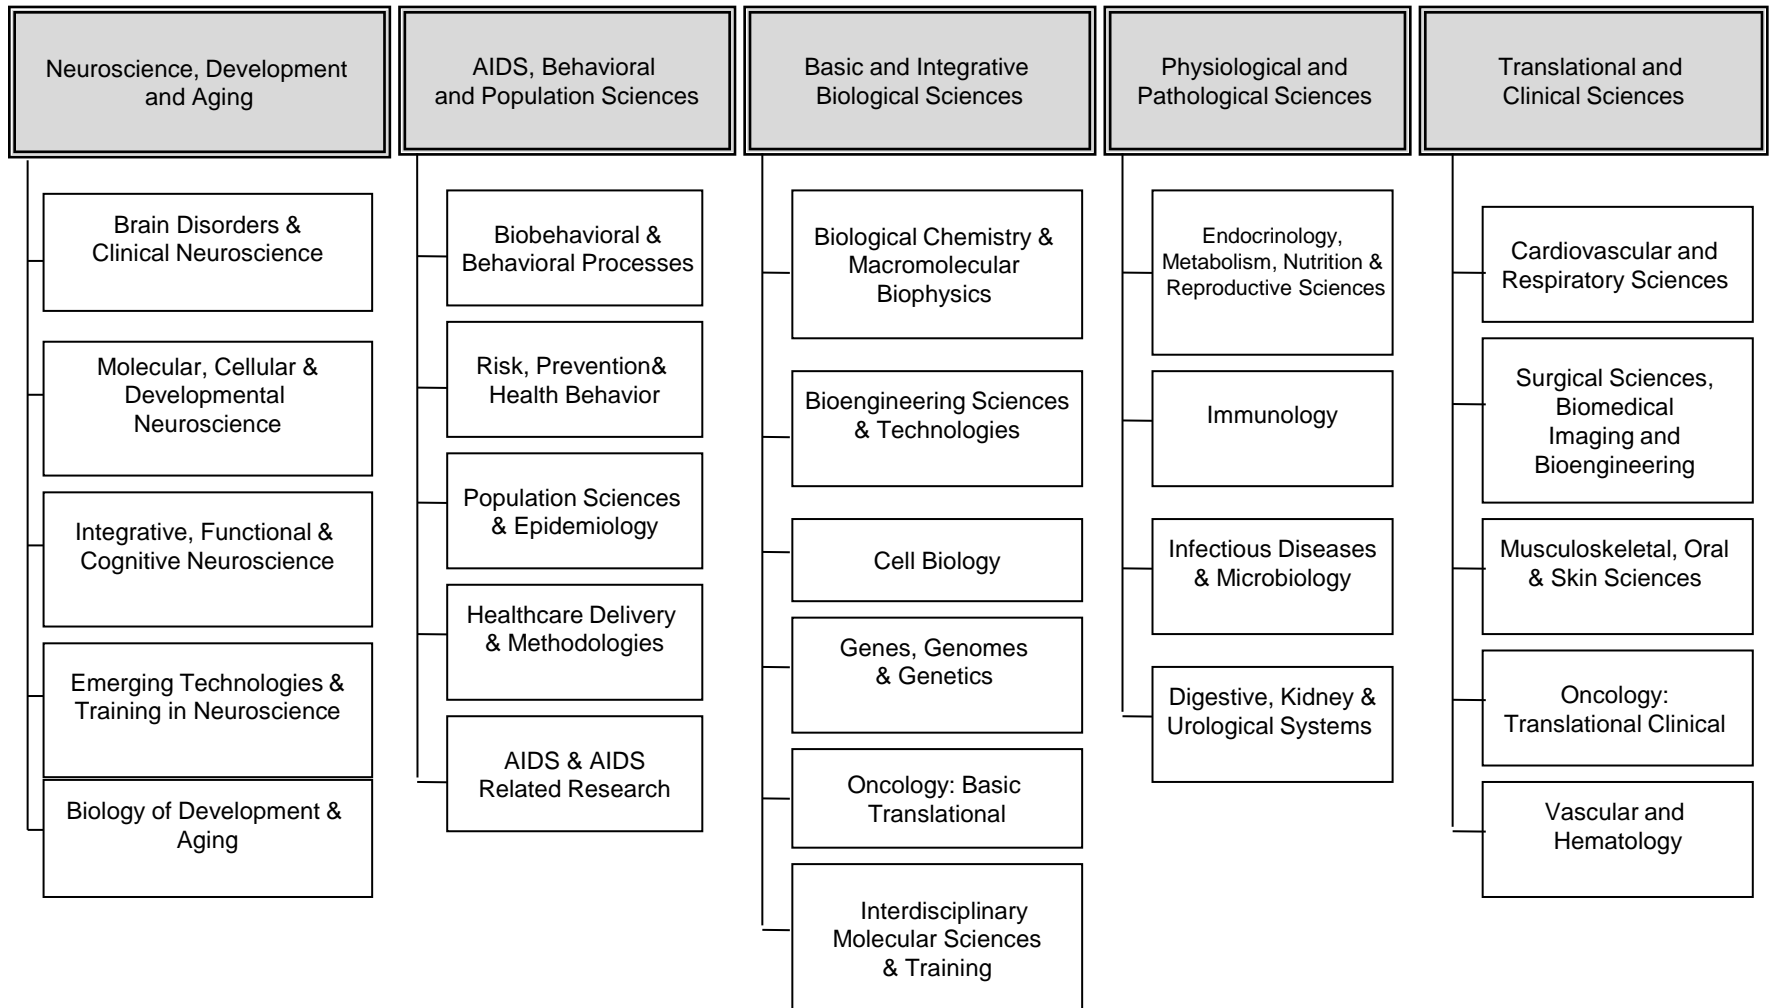 Neuroscience, Development
and Aging
Brain Disorders &
Clinical Neuroscience
Molecular, Cellular &
Developmental
Neuroscience
Integrative, Functional &
Cognitive Neuroscience
Emerging Technologies &
Training in Neuroscience
Biology of Development &
Aging
AIDS, Behavioral
and Population Sciences
Biobehavioral &
Behavioral Processes
Risk, Prevention&
Health Behavior
Population Sciences
& Epidemiology
Healthcare Delivery
& Methodologies
AIDS & AIDS
Related Research
Basic and Integrative
Biological Sciences
Biological Chemistry &
Macromolecular
Biophysics
Bioengineering Sciences
& Technologies
Cell Biology
Genes, Genomes
& Genetics
Oncology: Basic
Translational
Interdisciplinary
Molecular Sciences
& Training
Physiological and
Pathological Sciences
Endocrinology,
Metabolism, Nutrition &
Reproductive Sciences
Immunology
Infectious Diseases
& Microbiology
Digestive, Kidney &
Urological Systems
Translational and
Clinical Sciences
Cardiovascular and
Respiratory Sciences
Surgical Sciences,
Biomedical
Imaging and
Bioengineering
Musculoskeletal, Oral
& Skin Sciences
Oncology:
Translational Clinical
Vascular and
Hematology